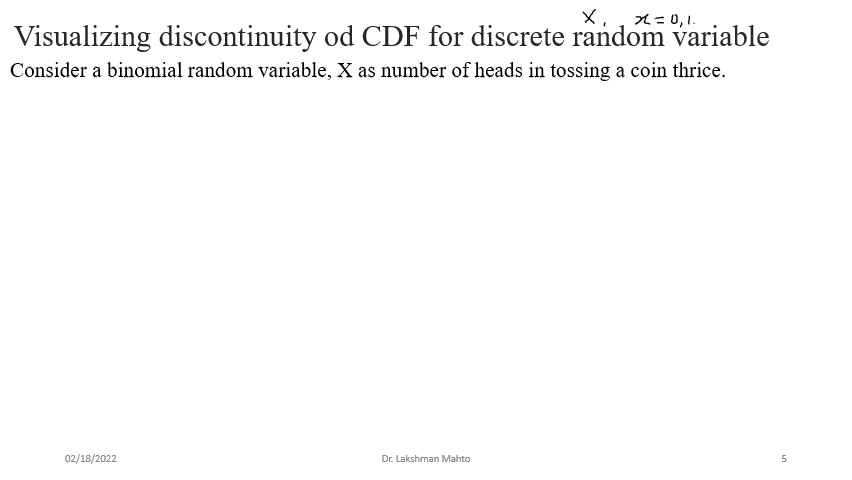 X, x = 0, 1.
Visualizing discontinuity od CDF for discrete random variable
Consider a binomial random variable, X as number of heads in tossing a coin thrice.
02/18/2022 Dr. Lakshman Mahto 5